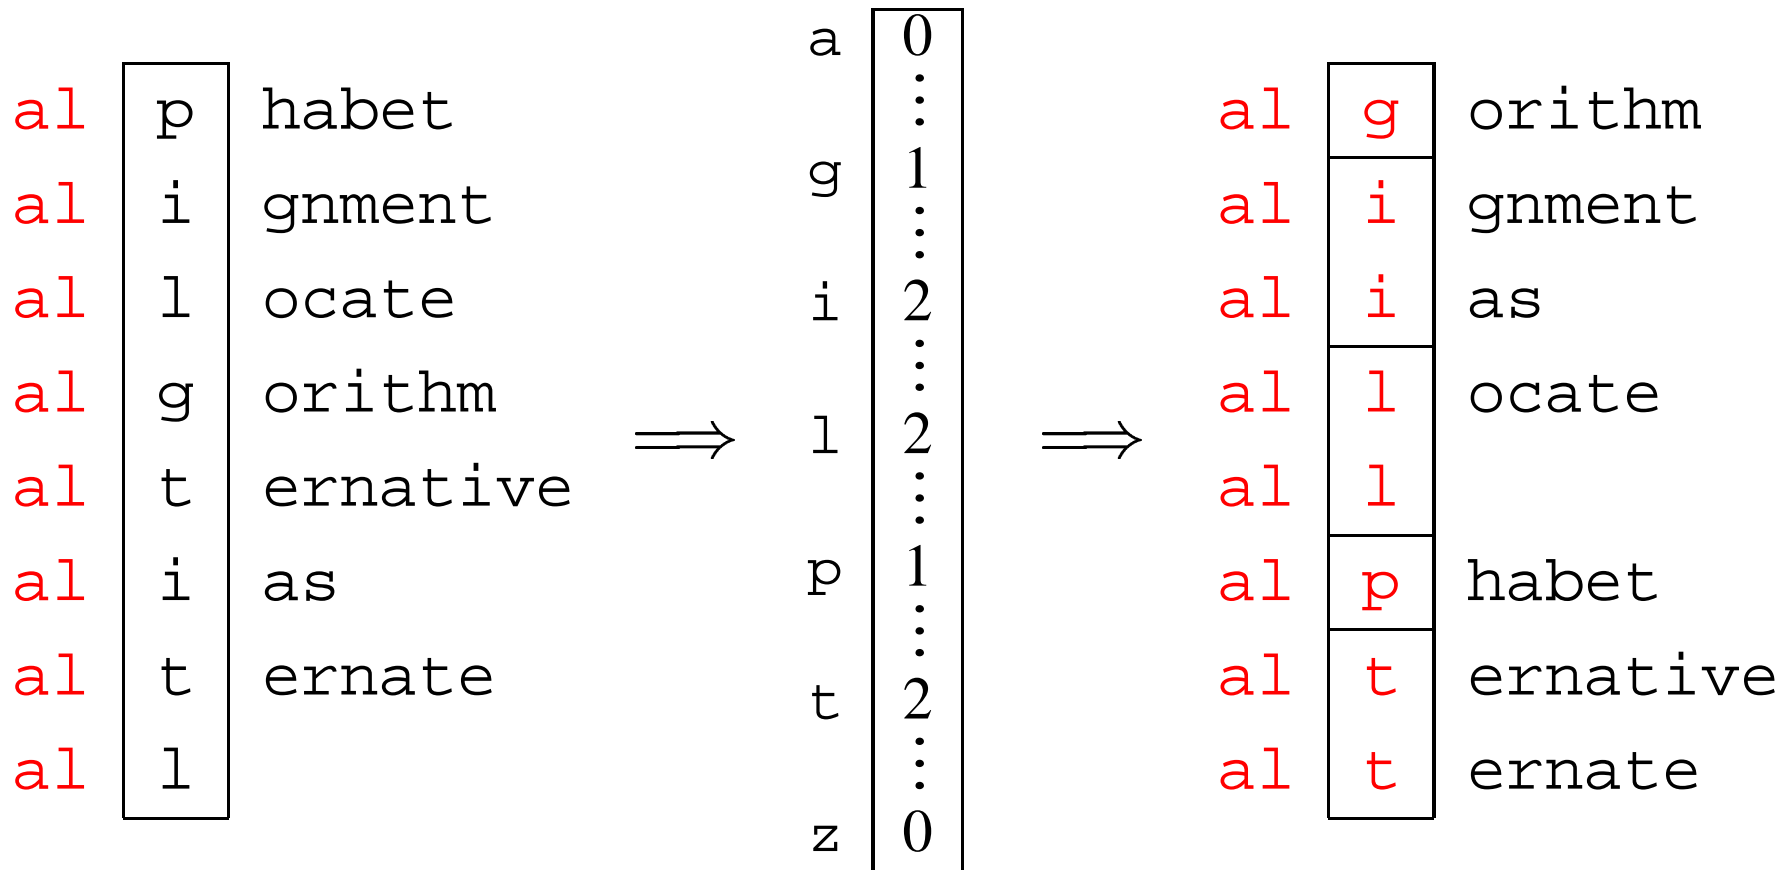 al p habet
al i gnment
al l ocate
al g orithm
al t ernative
al i as
al t ernate
al l
⟹
a 0
⋮
g 1
⋮
i 2
⋮
l 2
⋮
p 1
⋮
t 2
⋮
z 0
⟹
al g orithm
al i gnment
al i as
al l ocate
al l
al p habet
al t ernative
al t ernate